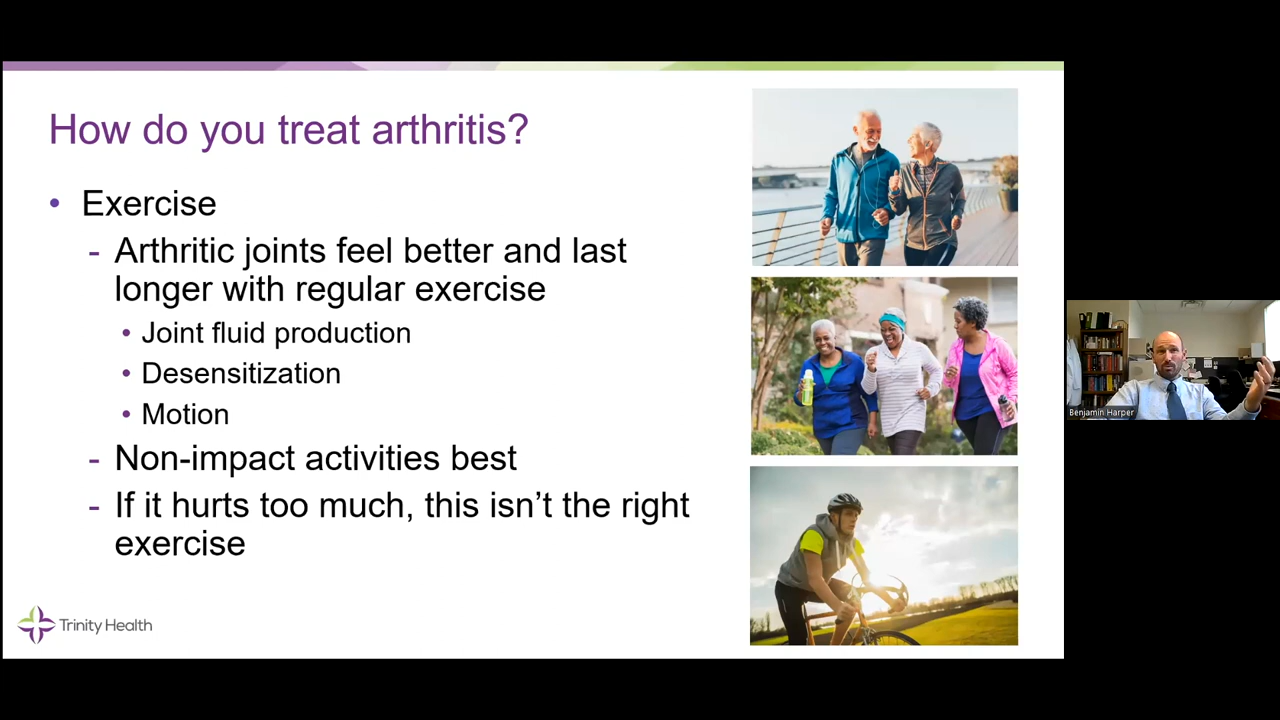 How do you treat arthritis?
• Exercise
- Arthritic joints feel better and last
longer with regular exercise
• Joint fluid production
• Desensitization
• Motion
- Non-impact activities best
- If it hurts too much, this isn’t the right
exercise
Trinity Health
Benjamin Harper